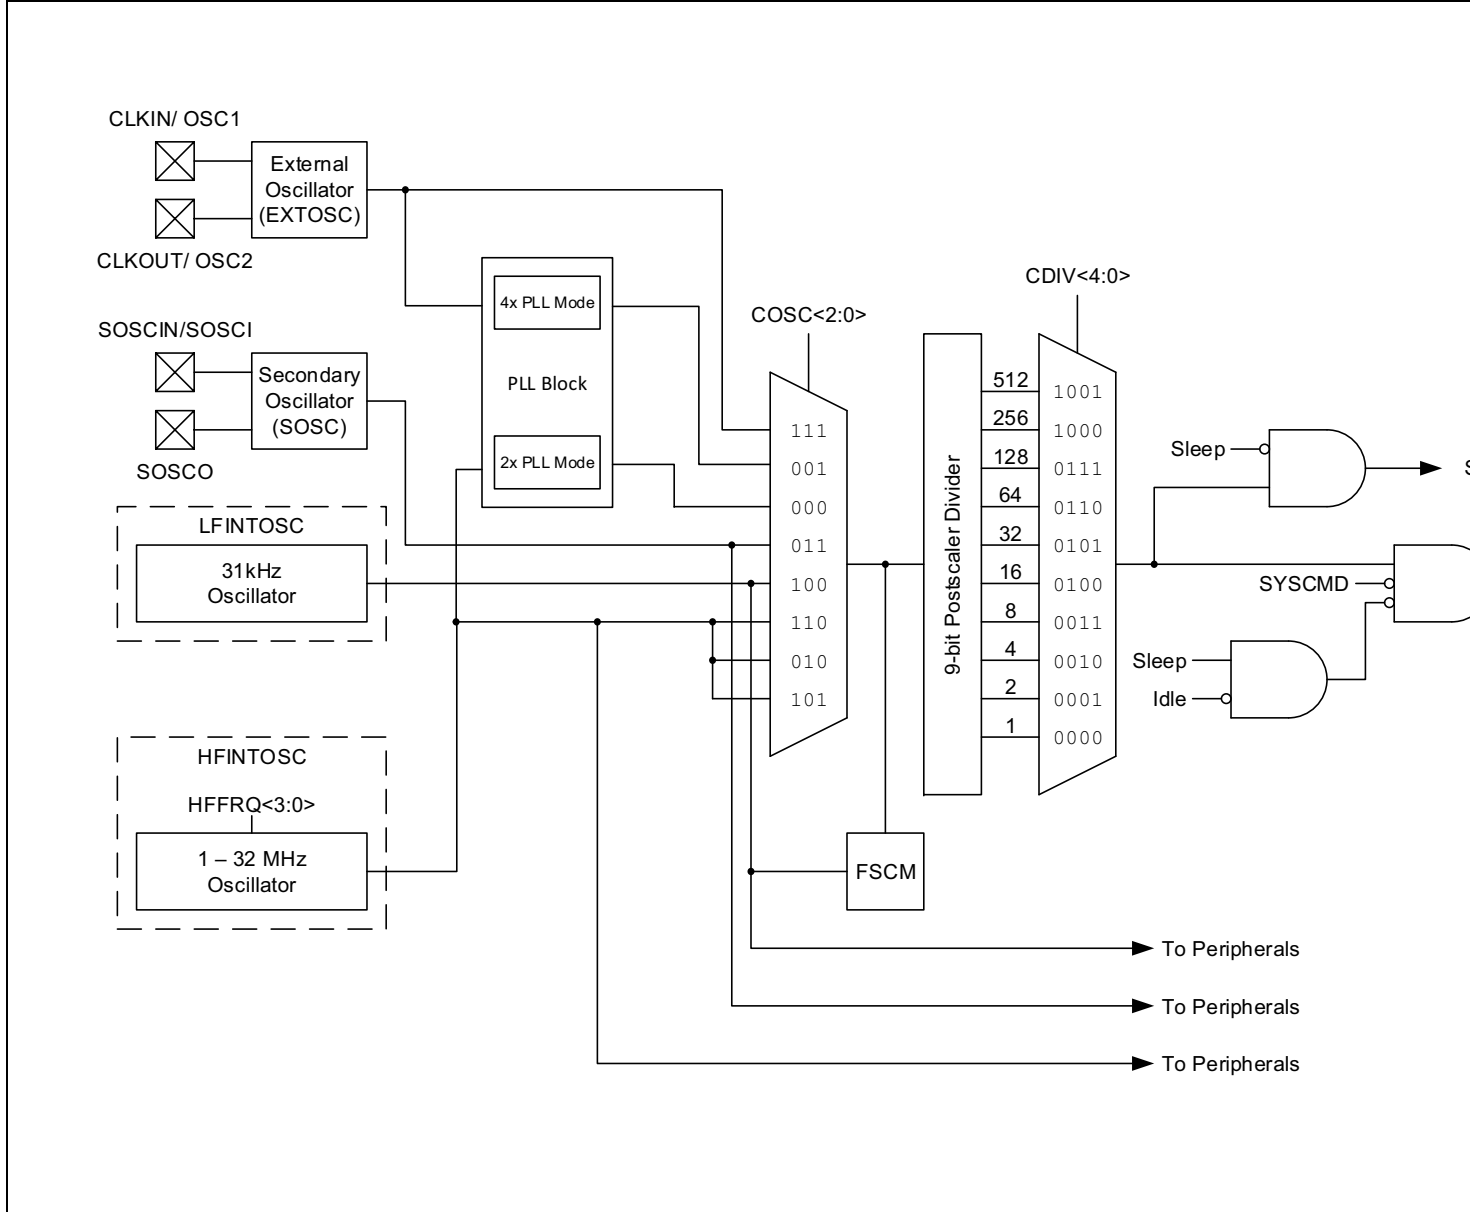 CLKIN/ OSC1
External
Oscillator
(EXTOSC)
CLKOUT/ OSC2
4x PLL Mode
PLL Block
2x PLL Mode
SOSCIN/SOSCI
Secondary
Oscillator
(SOSC)
SOSCO
LFINTOSC
31kHz
Oscillator
HFINTOSC
HFFRQ<3:0>
1 – 32 MHz
Oscillator
COSC<2:0>
111
001
000
011
100
110
010
101
FSCM
9-bit Postscaler Divider
CDIV<4:0>
512 1001
256 1000
128 0111
64 0110
32 0101
16 0100
8 0011
4 0010
2 0001
1 0000
Sleep
SYSCMD
Sleep
Idle
To Peripherals
To Peripherals
To Peripherals